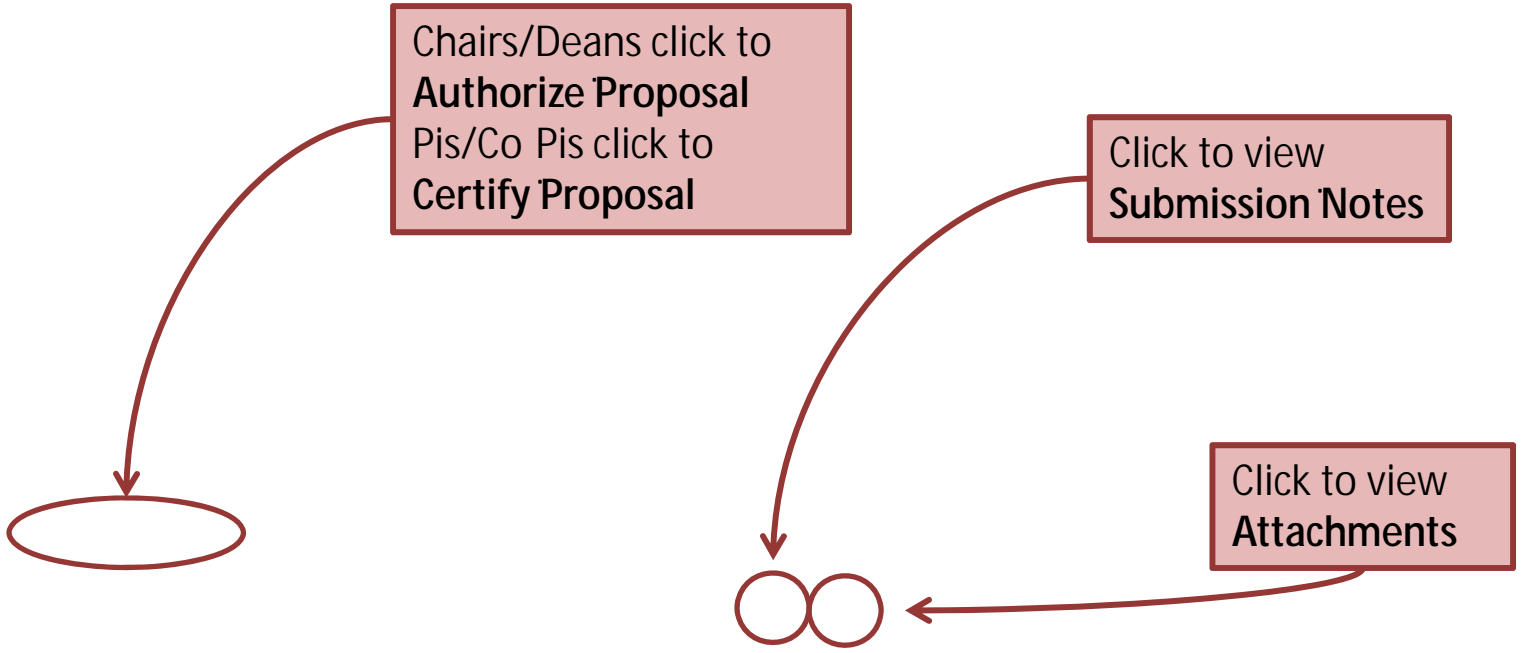 Chairs/Deans click to
Authorize Proposal
Pis/Co Pis click to
Certify Proposal
Click to view
Submission Notes
Click to view
Attachments